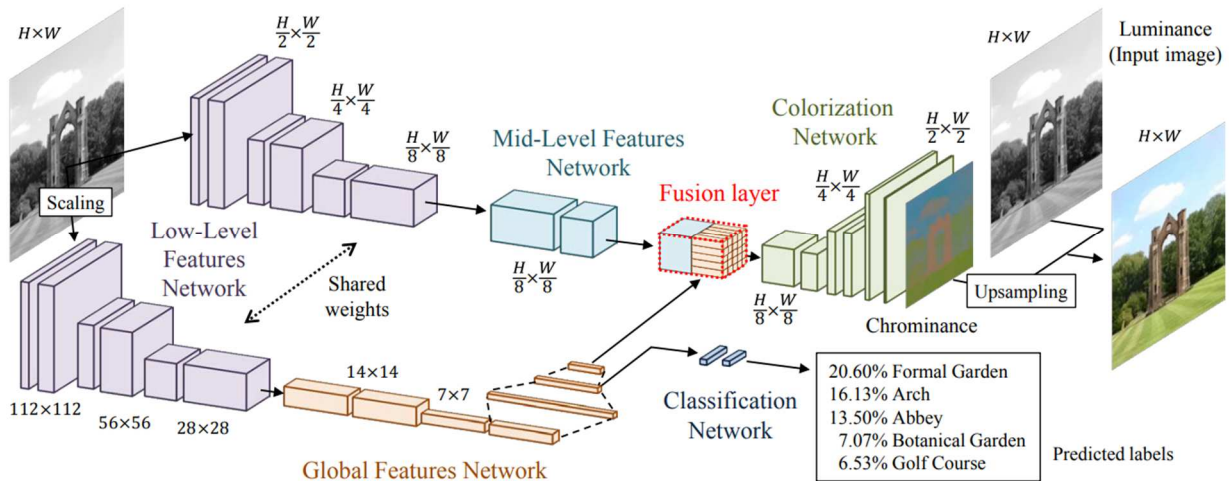 H×W
H/2 × W/2
H/4 × W/4
H/8 × W/8
Scaling
Low-Level
Features
Network
Shared
weights
112×112
56×56
28×28
14×14
7×7
Global Features Network
Mid-Level Features
Network
H/8 × W/8
Fusion layer
Colorization
Network
H/8 × W/8
H/4 × W/4
H/2 × W/2
Chrominance
H×W
Luminance
(Input image)
H×W
Upsampling
Classification
Network
20.60% Formal Garden
16.13% Arch
13.50% Abbey
7.07% Botanical Garden
6.53% Golf Course
Predicted labels